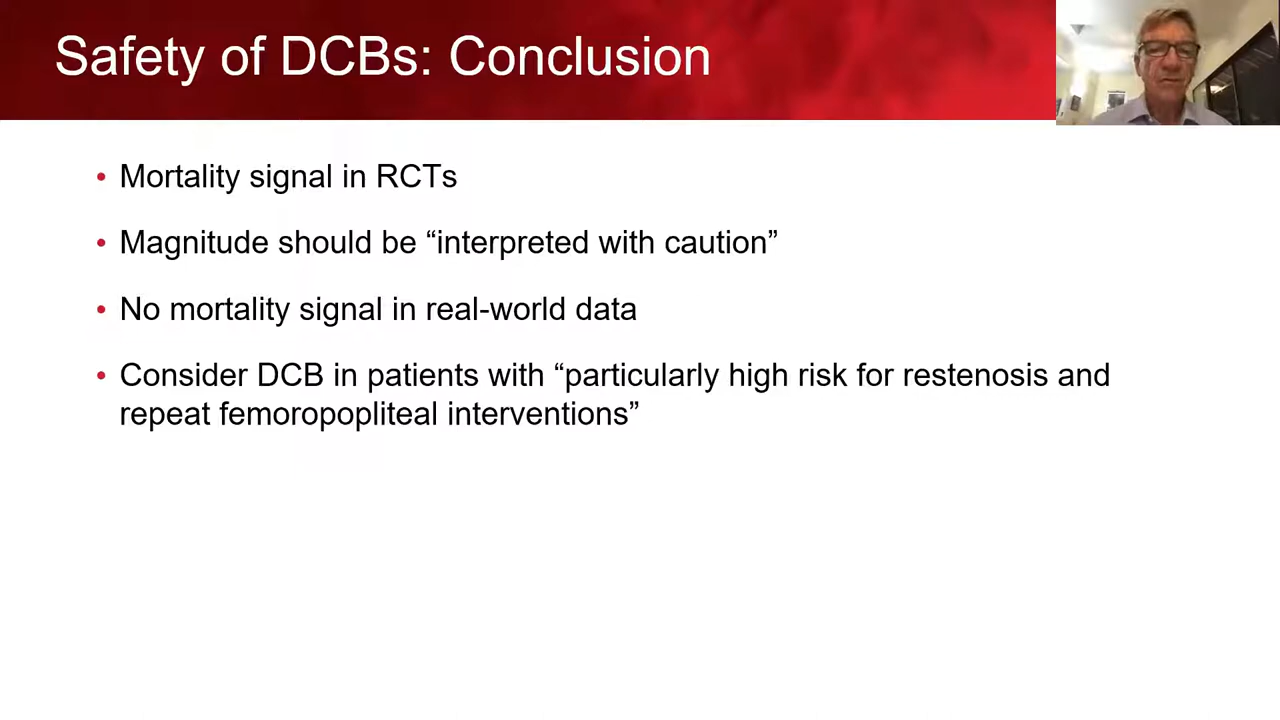 Safety of DCBs: Conclusion
• Mortality signal in RCTs
• Magnitude should be “interpreted with caution”
• No mortality signal in real-world data
• Consider DCB in patients with “particularly high risk for restenosis and
repeat femoropopliteal interventions”